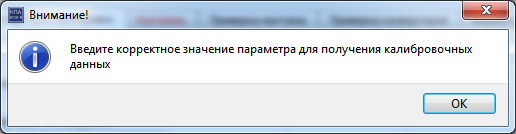 Внимание!
Введите корректное значение параметра для получения калибровочных
данных
OK